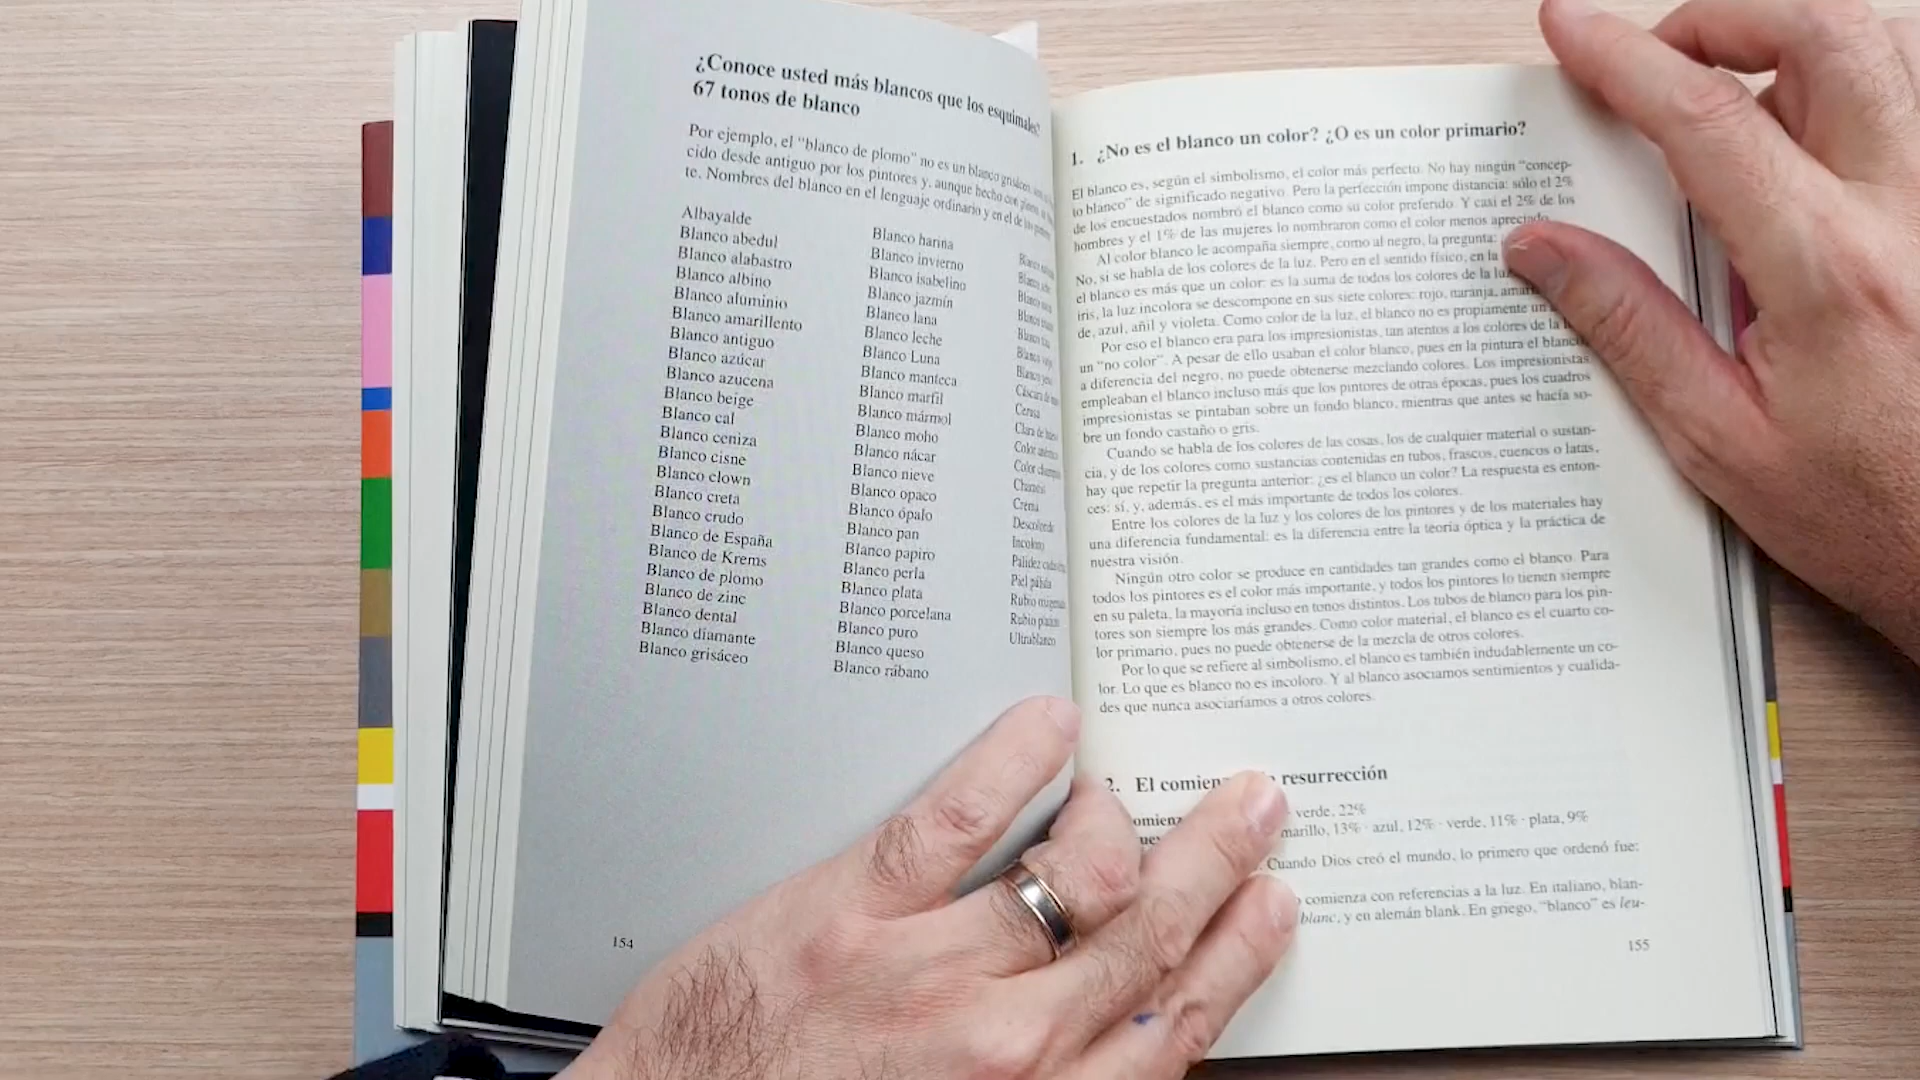 ¿Conoce usted más blancos que los esquimales?
67 tonos de blanco
Por ejemplo, el “blanco de plomo” no es un blanco grisáceo,
cido desde antiguo por los pintores y, aunque hecho con plomo,
te. Nombres del blanco en el lenguaje ordinario y en el de los pintores
Albayalde
Blanco abedul
Blanco alabastro
Blanco albino
Blanco aluminio
Blanco amarillento
Blanco antiguo
Blanco azúcar
Blanco azucena
Blanco beige
Blanco cal
Blanco ceniza
Blanco cisne
Blanco clown
Blanco creta
Blanco crudo
Blanco de España
Blanco de Krems
Blanco de plomo
Blanco de zinc
Blanco dental
Blanco diamante
Blanco grisáceo
Blanco harina
Blanco invierno
Blanco isabelino
Blanco jazmín
Blanco lana
Blanco leche
Blanco Luna
Blanco manteca
Blanco marfil
Blanco mármol
Blanco moho
Blanco nácar
Blanco nieve
Blanco opaco
Blanco ópalo
Blanco pan
Blanco papiro
Blanco perla
Blanco plata
Blanco porcelana
Blanco puro
Blanco queso
Blanco rábano
Blanco
Blanco
Blanco
Blanco
Blanco
Blanco
Blanco
Cáscara de
Cerusa
Clara de
Color
Color
Crema
Descolorido
Incoloro
Palidez
Piel pálida
Rubio
Rubio platino
Ultrablanco
154
1. ¿No es el blanco un color? ¿O es un color primario?
El blanco es, según el simbolismo, el color más perfecto. No hay ningún “concep-
to blanco” de significado negativo. Pero la perfección impone distancia: sólo el 2%
de los encuestados nombró el blanco como su color preferido. Y casi el 2% de los
hombres y el 1% de las mujeres lo nombraron como el color menos apreciado.
Al color blanco le acompaña siempre, como al negro, la pregunta:
No, si se habla de los colores de la luz. Pero en el sentido físico, en la
el blanco es más que un color: es la suma de todos los colores de la luz
iris, la luz incolora se descompone en sus siete colores: rojo, naranja,
de, azul, añil y violeta. Como color de la luz, el blanco no es propiamente un
Por eso el blanco era para los impresionistas, tan atentos a los colores de la
un “no color”. A pesar de ello usaban el color blanco, pues en la pintura el blanco,
a diferencia del negro, no puede obtenerse mezclando colores. Los impresionistas
empleaban el blanco incluso más que los pintores de otras épocas, pues los cuadros
impresionistas se pintaban sobre un fondo blanco, mientras que antes se hacía so-
bre un fondo castaño o gris.
Cuando se habla de los colores de las cosas, los de cualquier material o sustan-
cia, y de los colores como sustancias contenidas en tubos, frascos, cuencos o latas,
hay que repetir la pregunta anterior: ¿es el blanco un color? La respuesta es enton-
ces: sí, y, además, es el más importante de todos los colores.
Entre los colores de la luz y los colores de los pintores y de los materiales hay
una diferencia fundamental: es la diferencia entre la teoría óptica y la práctica de
nuestra visión.
Ningún otro color se produce en cantidades tan grandes como el blanco. Para
todos los pintores es el color más importante, y todos los pintores lo tienen siempre
en su paleta, la mayoría incluso en tonos distintos. Los tubos de blanco para los pin-
tores son siempre los más grandes. Como color material, el blanco es el cuarto co-
lor primario, pues no puede obtenerse de la mezcla de otros colores.
Por lo que se refiere al simbolismo, el blanco es también indudablemente un co-
lor. Lo que es blanco no es incoloro. Y al blanco asociamos sentimientos y cualida-
des que nunca asociaríamos a otros colores.
2. El resurrección
verde, 22%
13% · azul, 12% · verde, 11% · plata, 9%
Cuando Dios creó el mundo, lo primero que ordenó fue:
comienza con referencias a la luz. En italiano, blan-
blanc, y en alemán blank. En griego, “blanco” es leu-
155